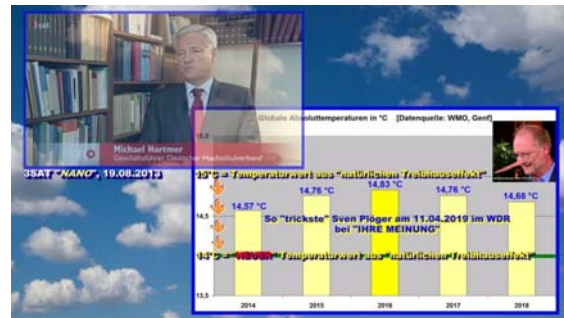 3sat
Michael Hartmer
Geschäftsführer Deutscher Hochschulverband
3SAT "NANO", 19.08.2013
Globale Absoluttemperaturen in °C [Datenquelle: WMO, Genf]
15,5
15°C = Temperaturwert aus "natürlichen Treibhauseffekt"
14,57 °C
14,76 °C
14,83 °C
14,76 °C
14,68 °C
14,5
So "trickste" Sven Plöger am 11.04.2019 im WDR
bei "IHRE MEINUNG"
14°C = "NEUER" Temperaturwert aus "natürlichen Treibhauseffekt"
13,5
2014
2015
2016
2017
2018